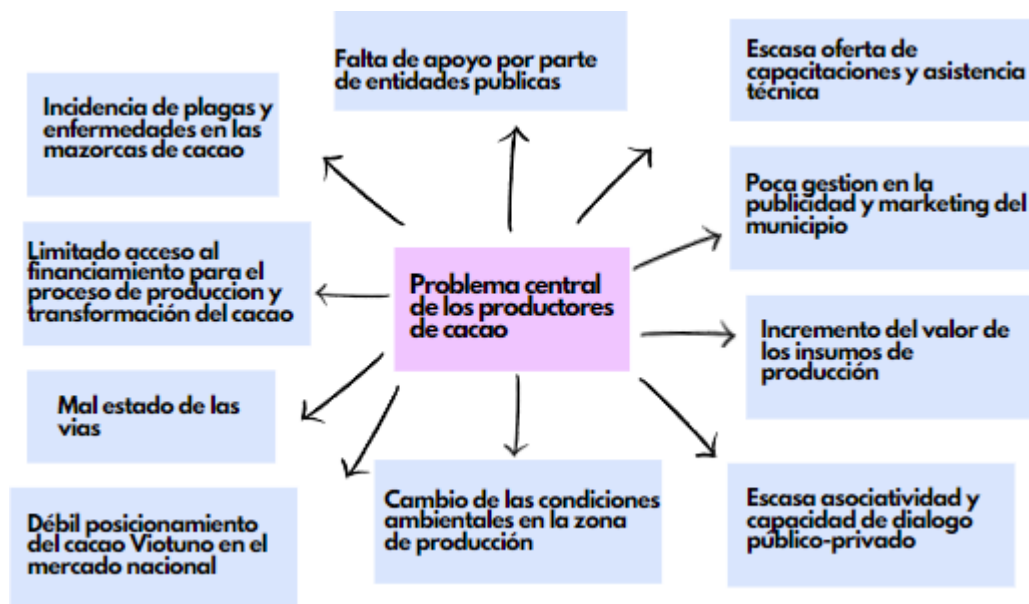 Falta de apoyo por parte
de entidades publicas
Escasa oferta de
capacitaciones y asistencia
técnica
Incidencia de plagas y
enfermedades en las
mazorcas de cacao
Poca gestion en la
publicidad y marketing del
municipio
Limitado acceso al
financiamiento para el
proceso de produccion y
transformación del cacao
Problema central
de los productores
de cacao
Incremento del valor de
los insumos de
producción
Mal estado de las
vias
Débil posicionamiento
del cacao Viotuno en el
mercado nacional
Cambio de las condiciones
ambientales en la zona
de producción
Escasa asociatividad y
capacidad de dialogo
público-privado